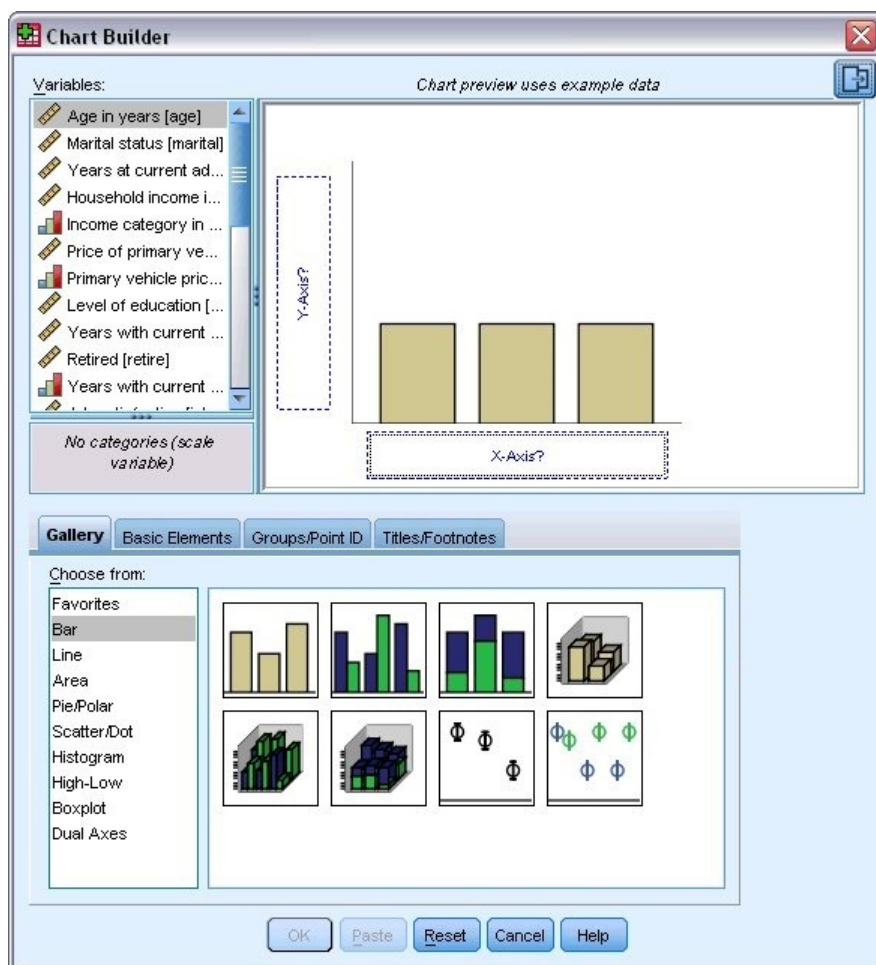 Chart Builder
Variables:
Chart preview uses example data
Age in years [age]
Marital status [marital]
Years at current ad...
Household income i...
Income category in ...
Price of primary ve...
Primary vehicle pric...
Level of education [...
Years with current ...
Retired [retire]
Years with current ...
No categories (scale
variable)
Y-Axis?
X-Axis?
Gallery
Basic Elements
Groups/Point ID
Titles/Footnotes
Choose from:
Favorites
Bar
Line
Area
Pie/Polar
Scatter/Dot
Histogram
High-Low
Boxplot
Dual Axes
OK
Paste
Reset
Cancel
Help